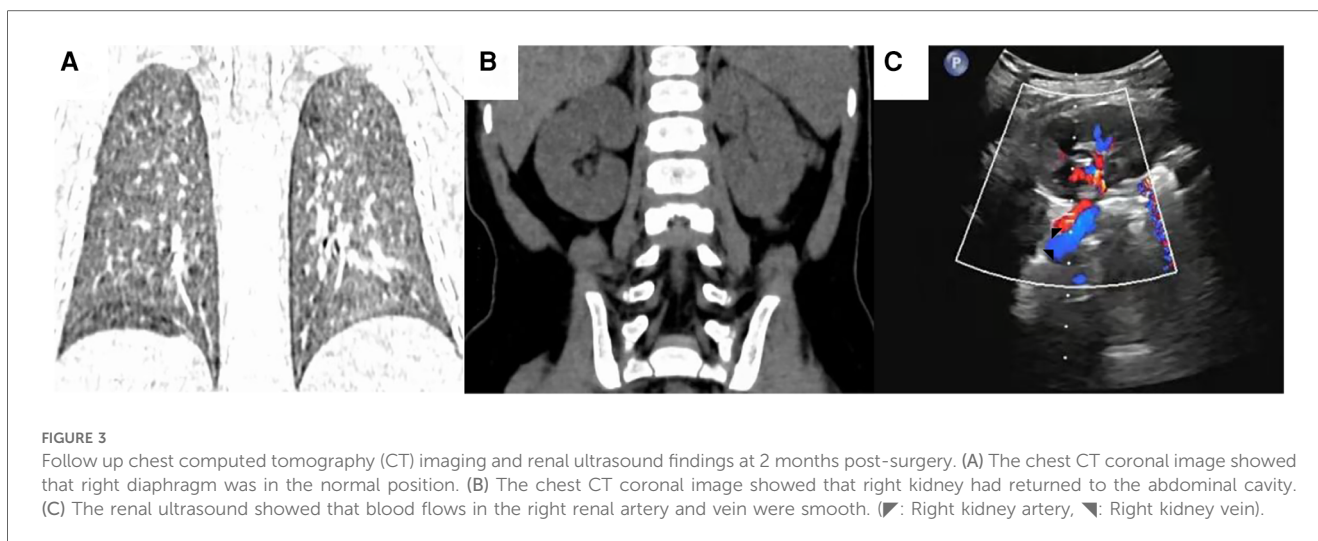 A
B
C
P
FIGURE 3
Follow up chest computed tomography (CT) imaging and renal ultrasound findings at 2 months post-surgery. (A) The chest CT coronal image showed
that right diaphragm was in the normal position. (B) The chest CT coronal image showed that right kidney had returned to the abdominal cavity.
(C) The renal ultrasound showed that blood flows in the right renal artery and vein were smooth. (◤: Right kidney artery, ◥: Right kidney vein).